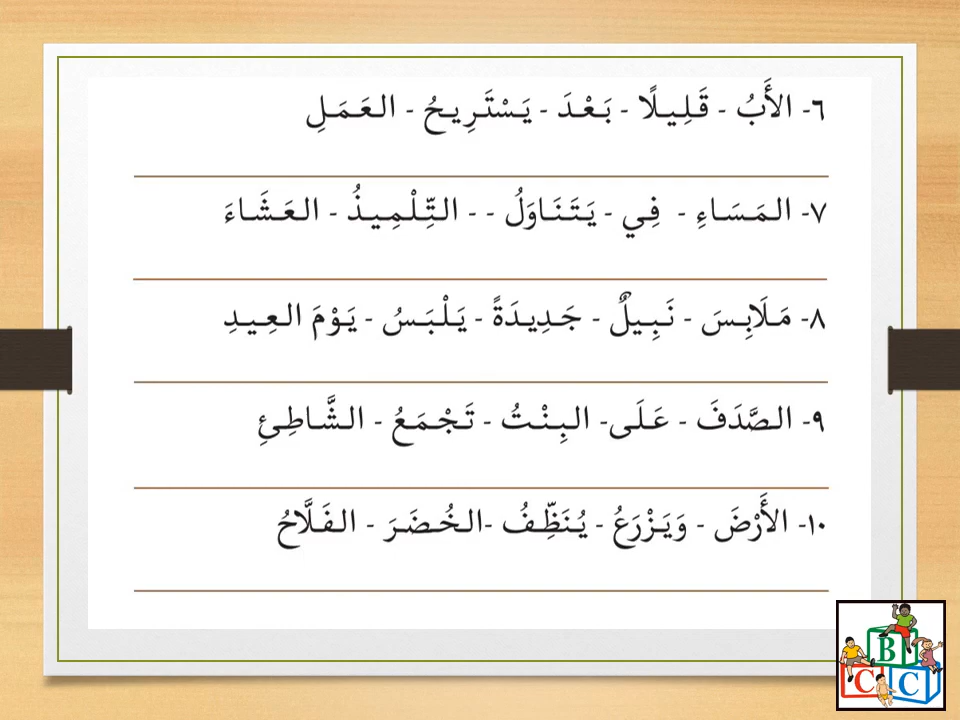 ٦- الأَبُ - قَلِيلًا - بَعْدَ - يَسْتَرِيحُ - العَمَلِ
٧- المَسَاءِ - فِي - يَتَنَاوَلُ - - التِّلْمِيذُ - العَشَاءَ
٨- مَلَابِسَ - نَبِيلٌ - جَدِيدَةً - يَلْبَسُ - يَوْمَ العِيدِ
٩- الصَّدَفَ - عَلَى- البِنْتُ - تَجْمَعُ - الشَّاطِئِ
١٠- الأَرْضَ - وَيَزْرَعُ - يُنَظِّفُ -الخُضَرَ - الفَلَّاحُ
B
C C